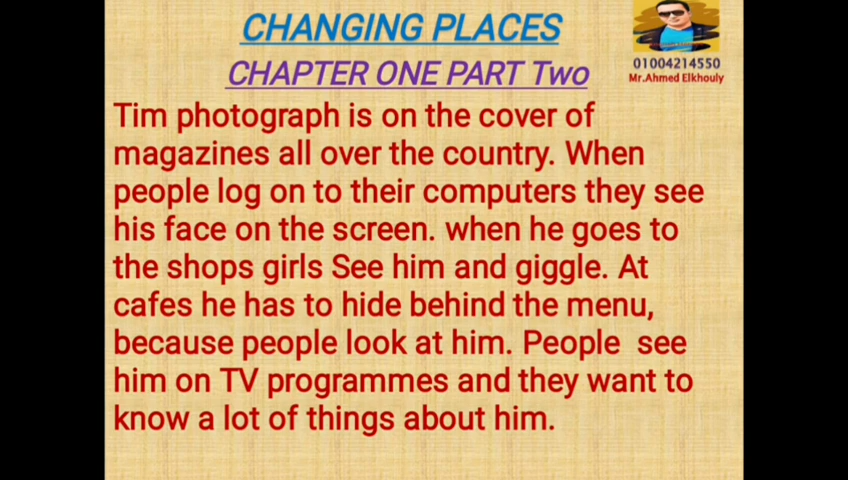 CHANGING PLACES
01004214550
Mr.Ahmed Elkhouly
CHAPTER ONE PART Two
Tim photograph is on the cover of
magazines all over the country. When
people log on to their computers they see
his face on the screen. when he goes to
the shops girls See him and giggle. At
cafes he has to hide behind the menu,
because people look at him. People see
him on TV programmes and they want to
know a lot of things about him.